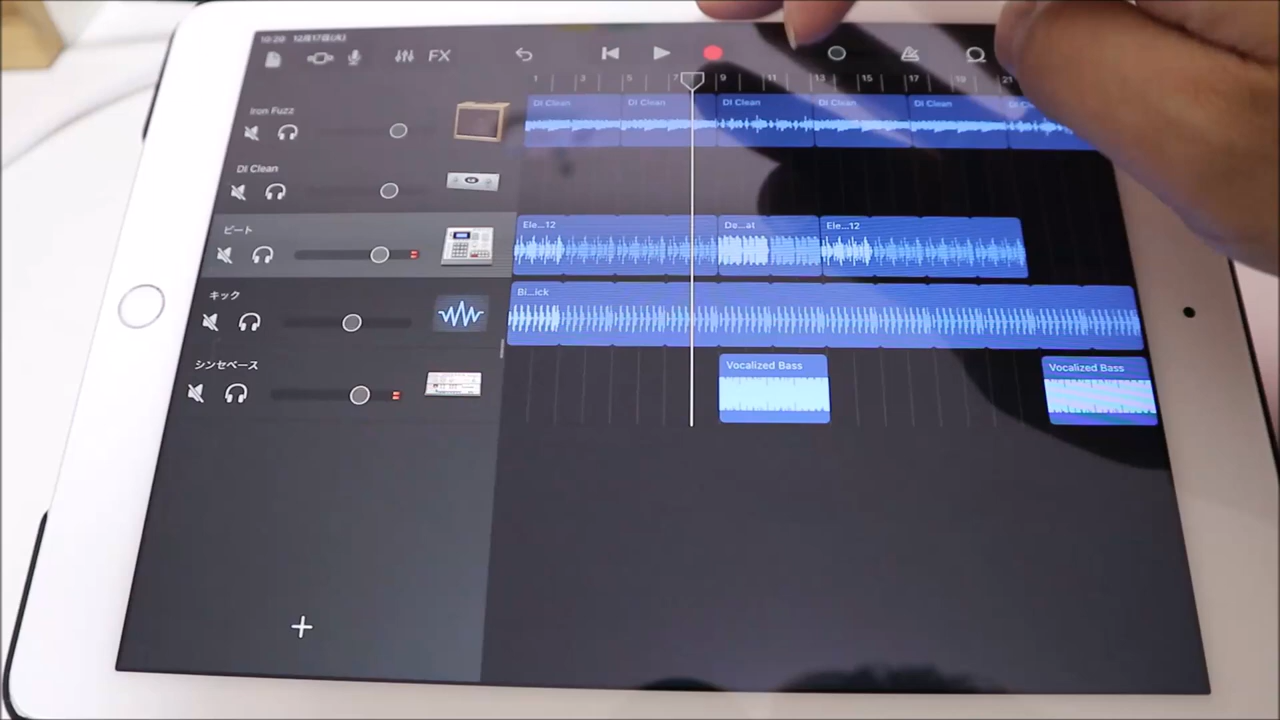 10:20 12月17日(火)
FX
1 3 5 7 9 11 13 15 17 19 21
Iron Fuzz
DI Clean DI Clean DI Clean DI Clean DI Clean
DI Clean
ビート
Ele...12 De...at Ele...12
キック
Bi...ick
シンセベース
Vocalized Bass Vocalized Bass